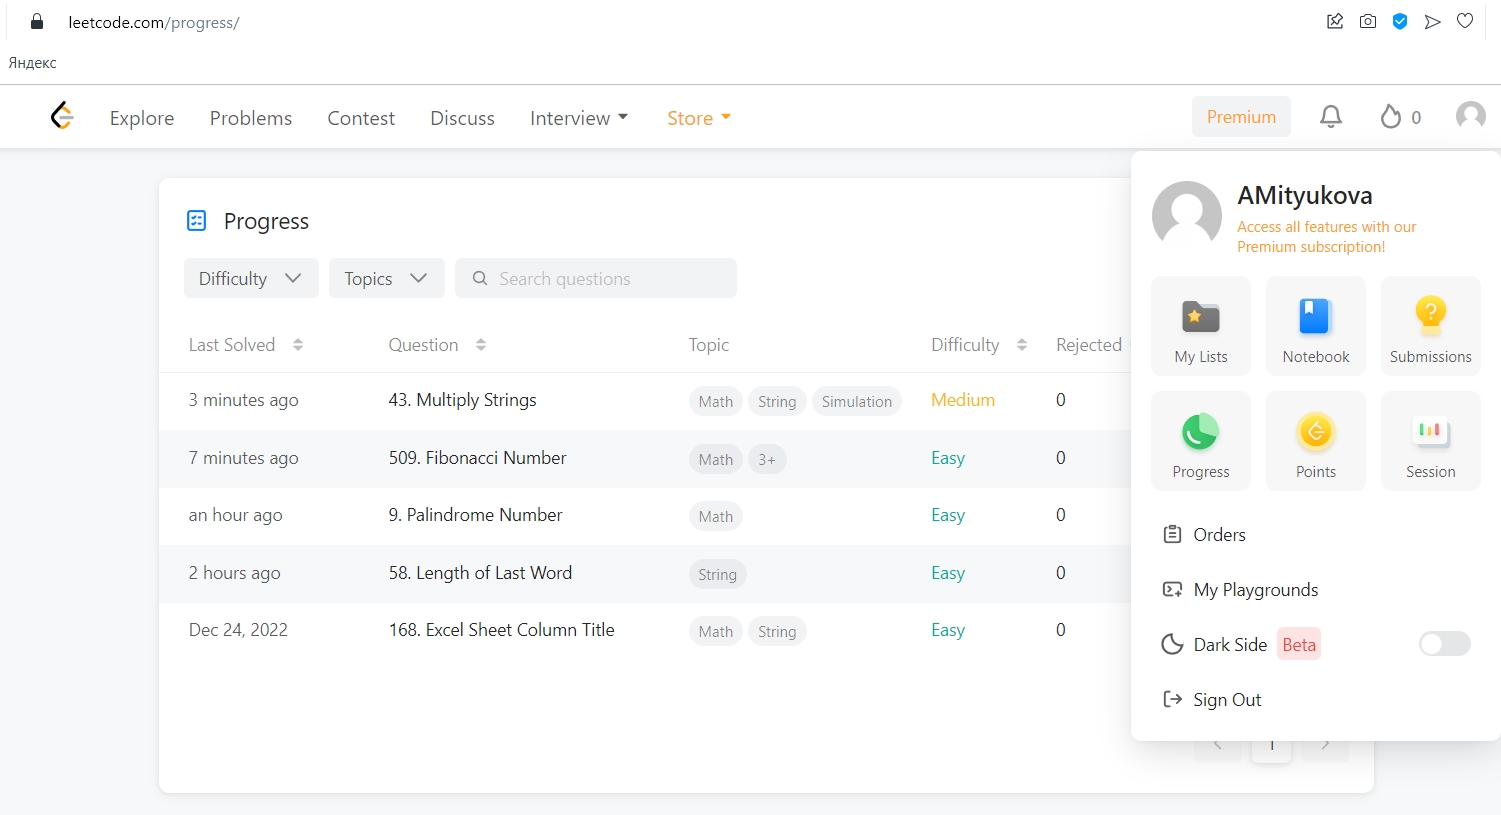 leetcode.com/progress/
Яндекс
Explore Problems Contest Discuss Interview Store Premium 0
AMityukova
Access all features with our
Premium subscription!
My Lists Notebook Submissions
Progress Points Session
Orders
My Playgrounds
Dark Side Beta
Sign Out
Progress
Difficulty Topics Search questions
Last Solved Question Topic Difficulty Rejected
3 minutes ago 43. Multiply Strings Math String Simulation Medium 0
7 minutes ago 509. Fibonacci Number Math 3+ Easy 0
an hour ago 9. Palindrome Number Math Easy 0
2 hours ago 58. Length of Last Word String Easy 0
Dec 24, 2022 168. Excel Sheet Column Title Math String Easy 0
1